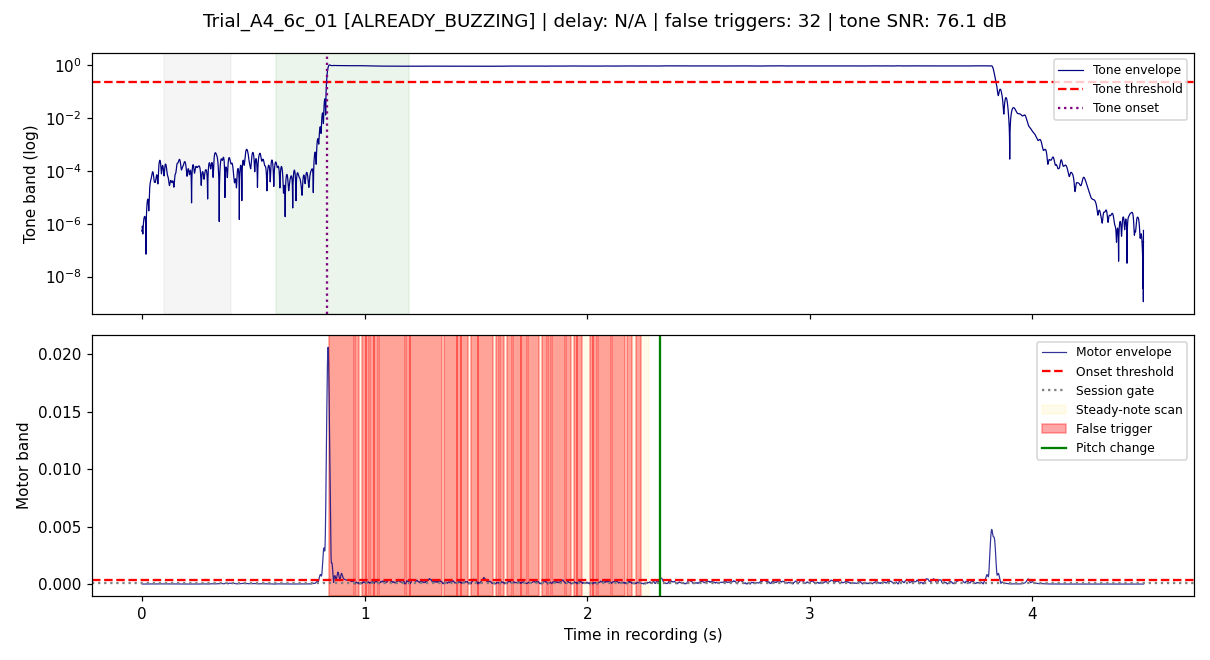 Trial_A4_6c_01 [ALREADY_BUZZING] | delay: N/A | false triggers: 32 | tone SNR: 76.1 dB
Tone band (log)
10⁰
10⁻²
10⁻⁴
10⁻⁶
10⁻⁸
Tone envelope
Tone threshold
Tone onset
Motor band
0.020
0.015
0.010
0.005
0.000
Motor envelope
Onset threshold
Session gate
Steady-note scan
False trigger
Pitch change
0 1 2 3 4
Time in recording (s)